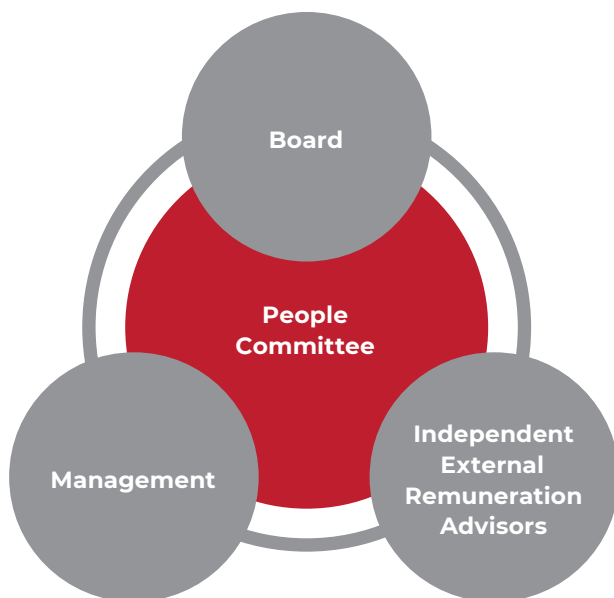 Board
People
Committee
Management
Independent
External
Remuneration
Advisors